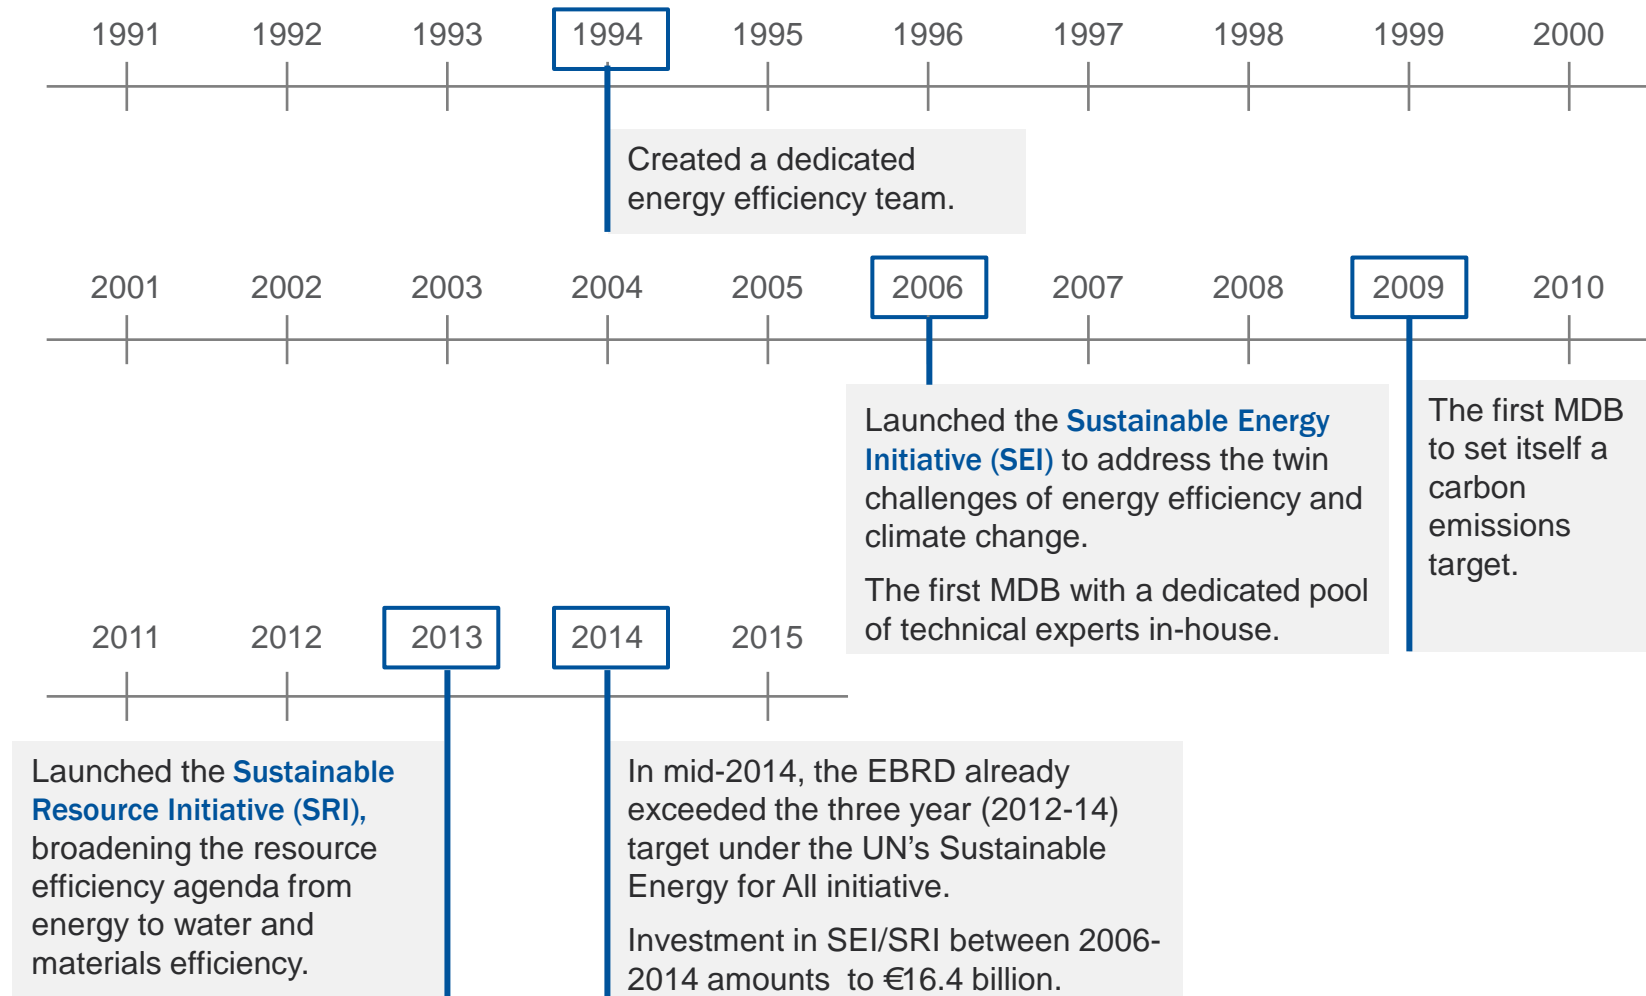 1991 1992 1993 1994 1995 1996 1997 1998 1999 2000
Created a dedicated
energy efficiency team.
2001 2002 2003 2004 2005 2006 2007 2008 2009 2010
Launched the Sustainable Energy
Initiative (SEI) to address the twin
challenges of energy efficiency and
climate change.
The first MDB with a dedicated pool
of technical experts in-house.
The first MDB
to set itself a
carbon
emissions
target.
2011 2012 2013 2014 2015
Launched the Sustainable
Resource Initiative (SRI),
broadening the resource
efficiency agenda from
energy to water and
materials efficiency.
In mid-2014, the EBRD already
exceeded the three year (2012-14)
target under the UN’s Sustainable
Energy for All initiative.
Investment in SEI/SRI between 2006-
2014 amounts to €16.4 billion.